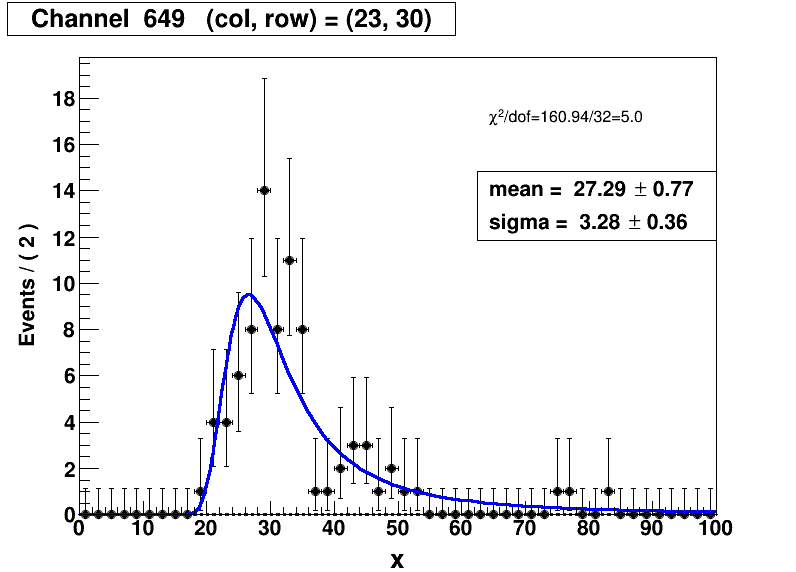 Channel 649 (col, row) = (23, 30)
χ²/dof=160.94/32=5.0
mean = 27.29 ± 0.77
sigma = 3.28 ± 0.36
Events / ( 2 )
18
16
14
12
10
8
6
4
2
0
0 10 20 30 40 50 60 70 80 90 100
x